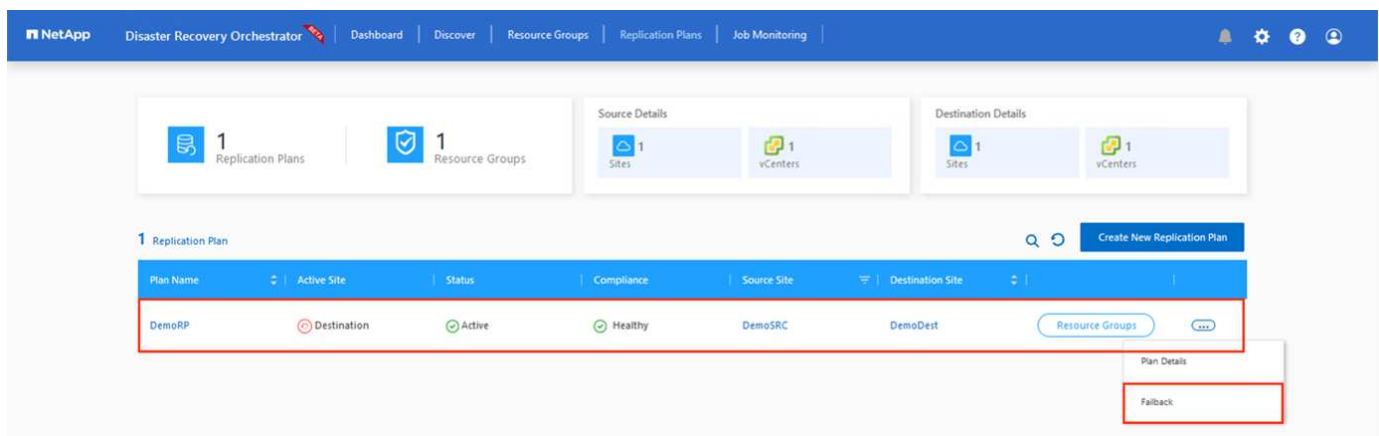 NetApp Disaster Recovery Orchestrator BETA Dashboard Discover Resource Groups Replication Plans Job Monitoring
1
Replication Plans
1
Resource Groups
Source Details
1
Sites
1
vCenters
Destination Details
1
Sites
1
vCenters
1 Replication Plan
Create New Replication Plan
Plan Name Active Site Status Compliance Source Site Destination Site
DemoRP Destination Active Healthy DemoSRC DemoDest Resource Groups ...
Plan Details
Failback